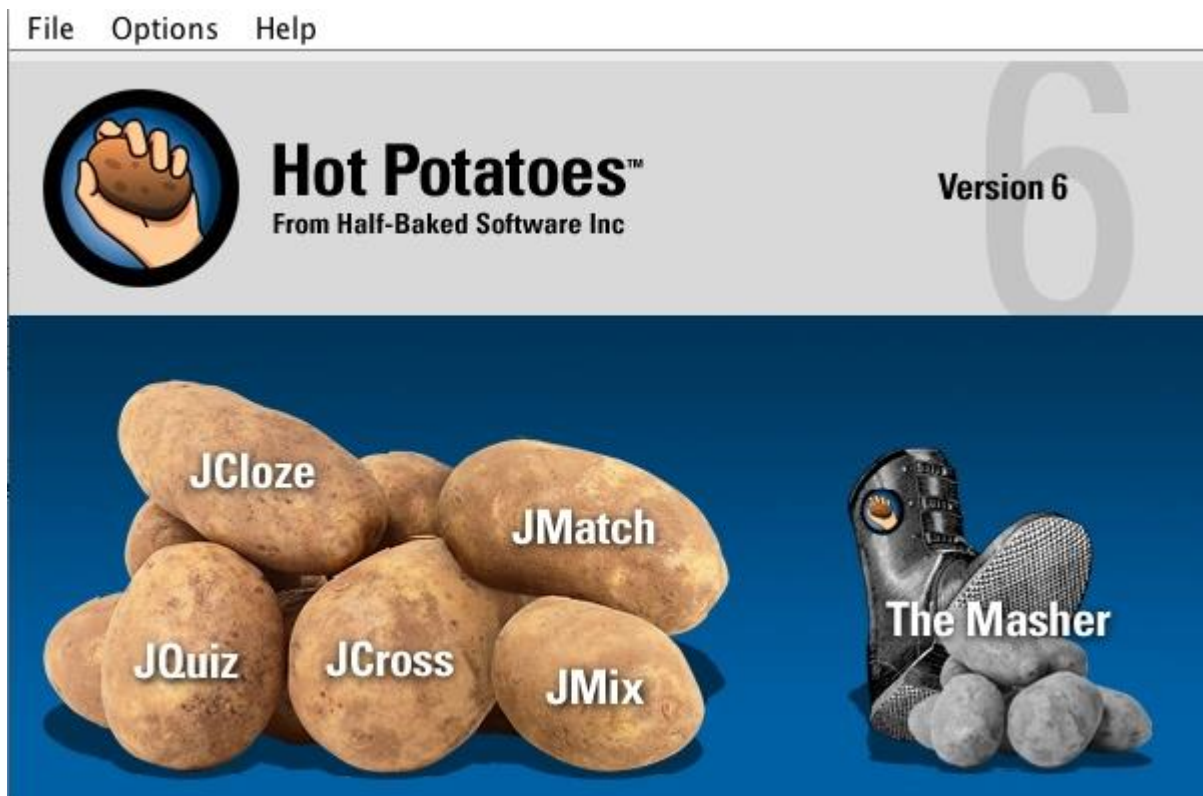 File Options Help
Hot Potatoes™
From Half-Baked Software Inc
Version 6
6
JCloze
JMatch
JQuiz
JCross
JMix
The Masher